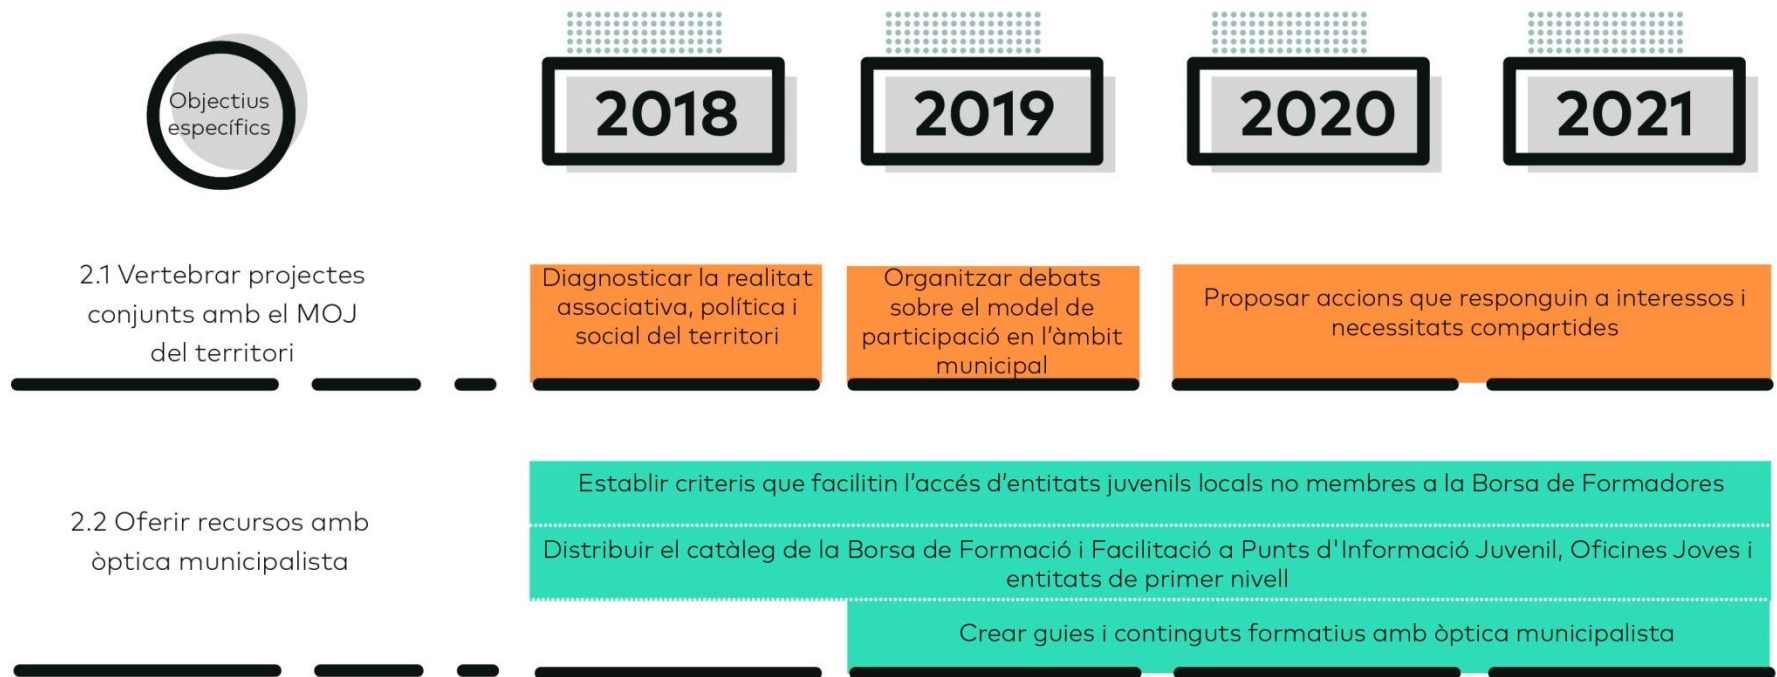 Objectius
específics
2018
2019
2020
2021
2.1 Vertebrar projectes
conjunts amb el MOJ
del territori
Diagnosticar la realitat
associativa, política i
social del territori
Organitzar debats
sobre el model de
participació en l'àmbit
municipal
Proposar accions que responguin a interessos i
necessitats compartides
2.2 Oferir recursos amb
òptica municipalista
Establir criteris que facilitin l'accés d'entitats juvenils locals no membres a la Borsa de Formadores
Distribuir el catàleg de la Borsa de Formació i Facilitació a Punts d'Informació Juvenil, Oficines Joves i
entitats de primer nivell
Crear guies i continguts formatius amb òptica municipalista